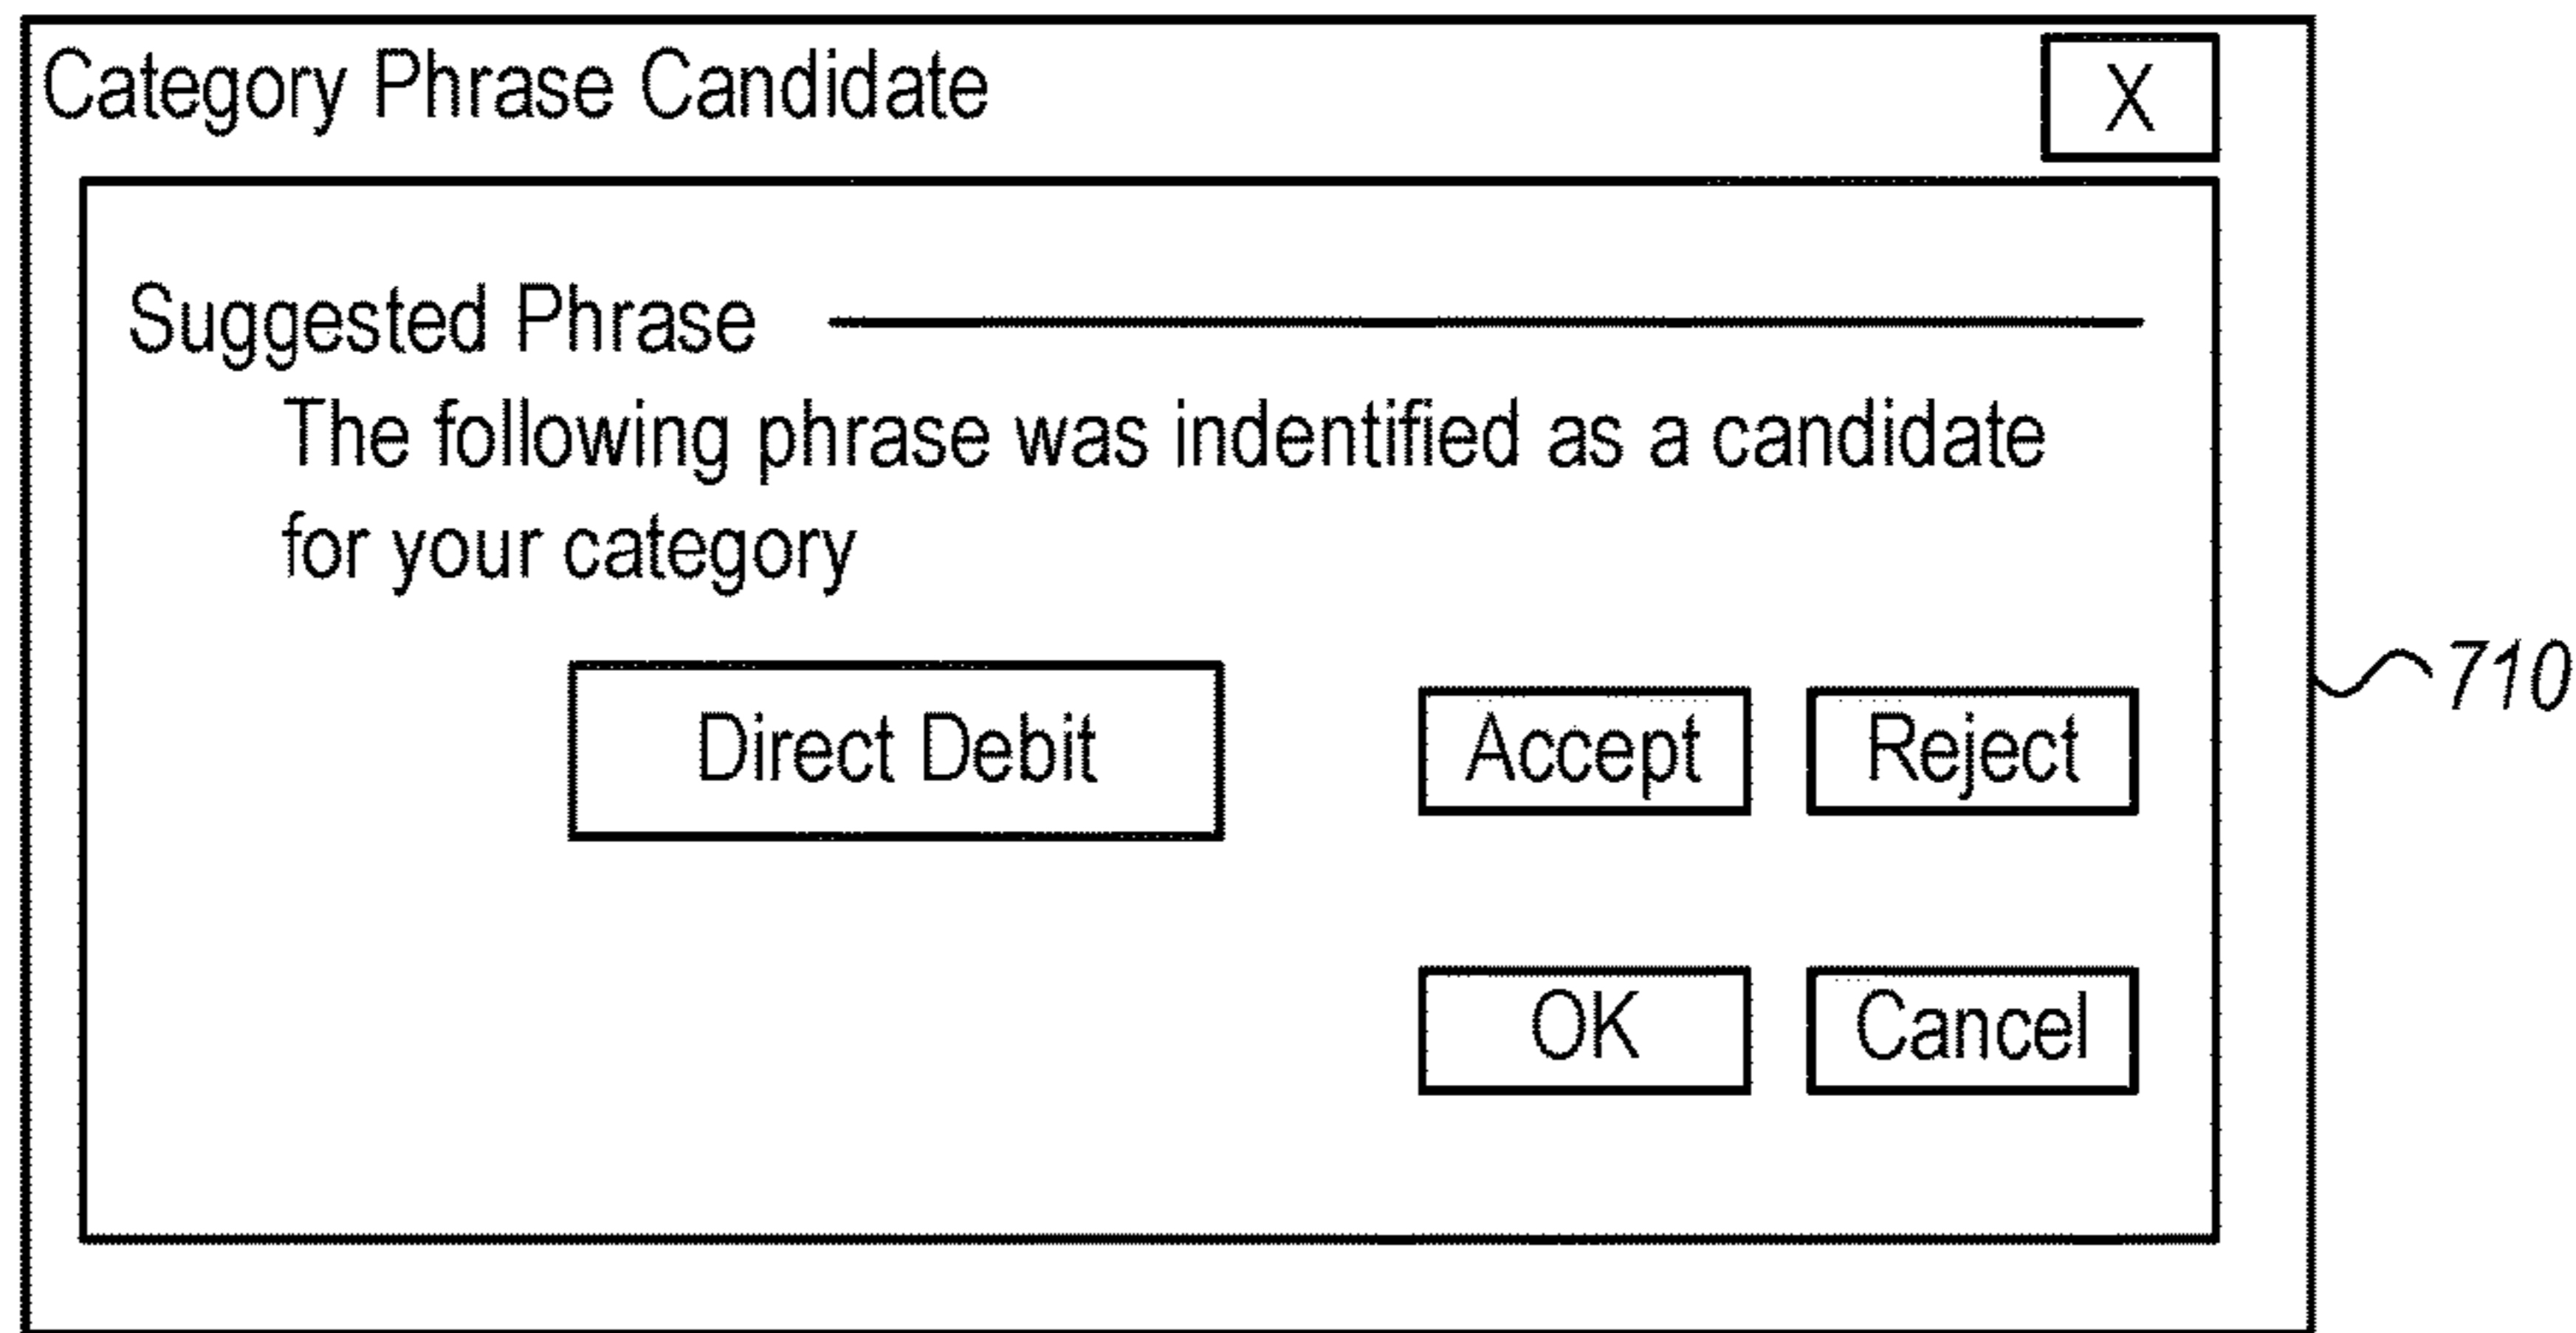 Category Phrase Candidate X
Suggested Phrase
The following phrase was indentified as a candidate
for your category
710
Direct Debit Accept Reject
OK Cancel